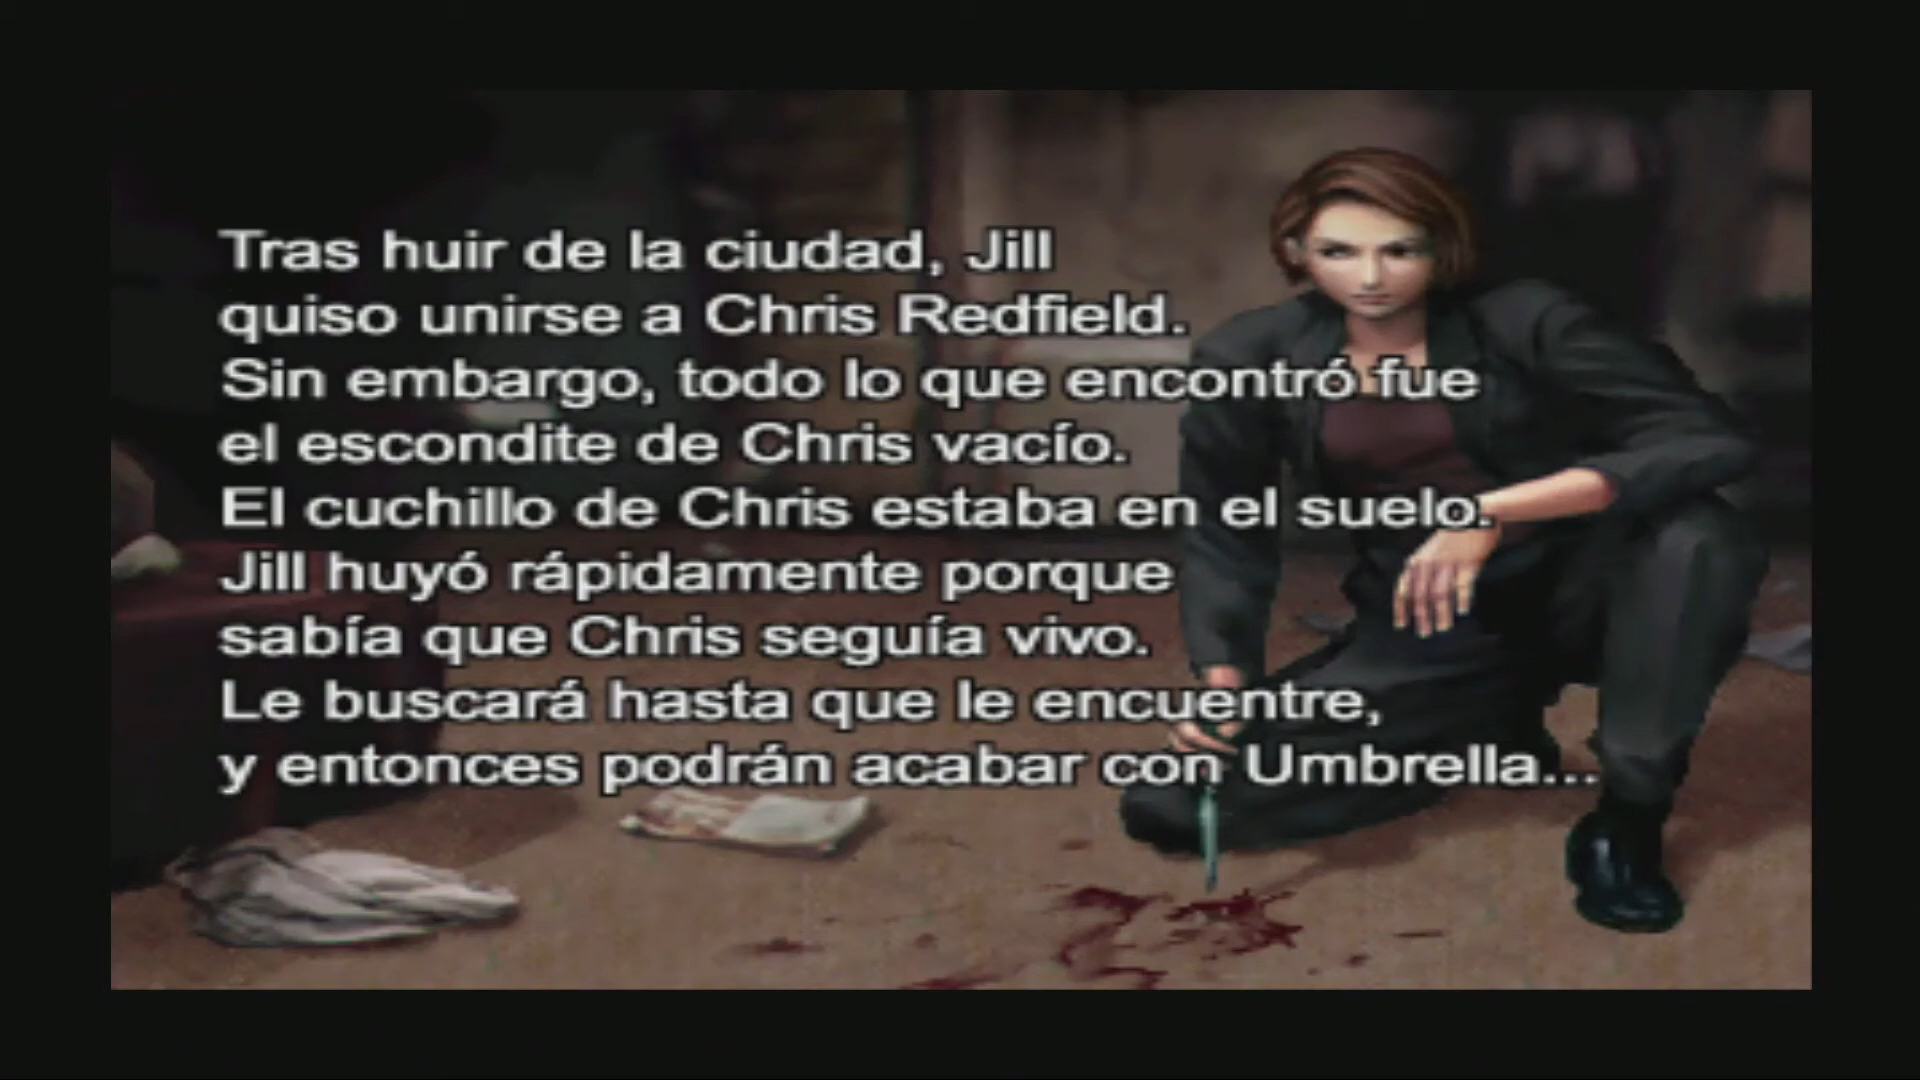 Tras huir de la ciudad, Jill
quiso unirse a Chris Redfield.
Sin embargo, todo lo que encontró fue
el escondite de Chris vacío.
El cuchillo de Chris estaba en el suelo.
Jill huyó rápidamente porque
sabía que Chris seguía vivo.
Le buscará hasta que le encuentre,
y entonces podrán acabar con Umbrella...